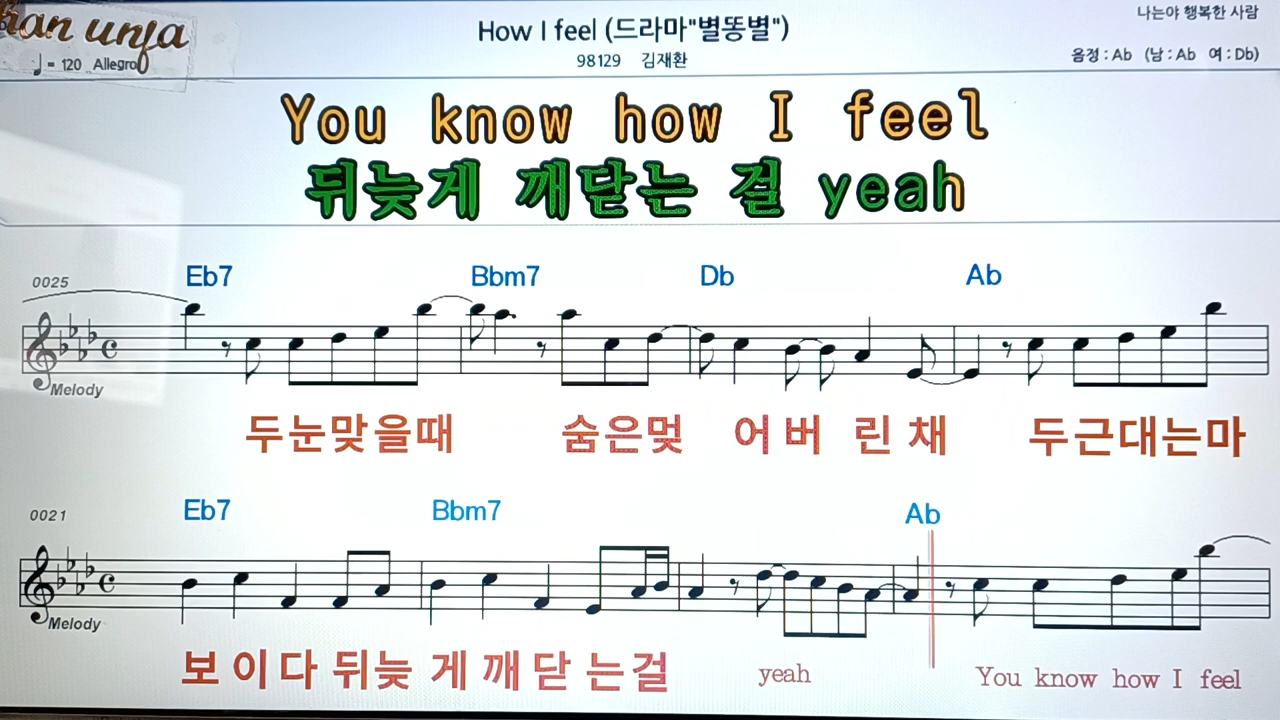 How I feel (드라마"별똥별")
나는야 행복한 사람
♩ = 120 Allegro
98129 김재환
음정 : Ab (남 : Ab 여 : Db)
You know how I feel
뒤늦게 깨닫는 걸 yeah
0025 Eb7 Bbm7 Db Ab
Melody
두눈맞을때 숨은멎 어버 린 채 두근대는마
0021 Eb7 Bbm7 Ab
Melody
보이다 뒤늦 게 깨 닫 는걸 yeah You know how I feel